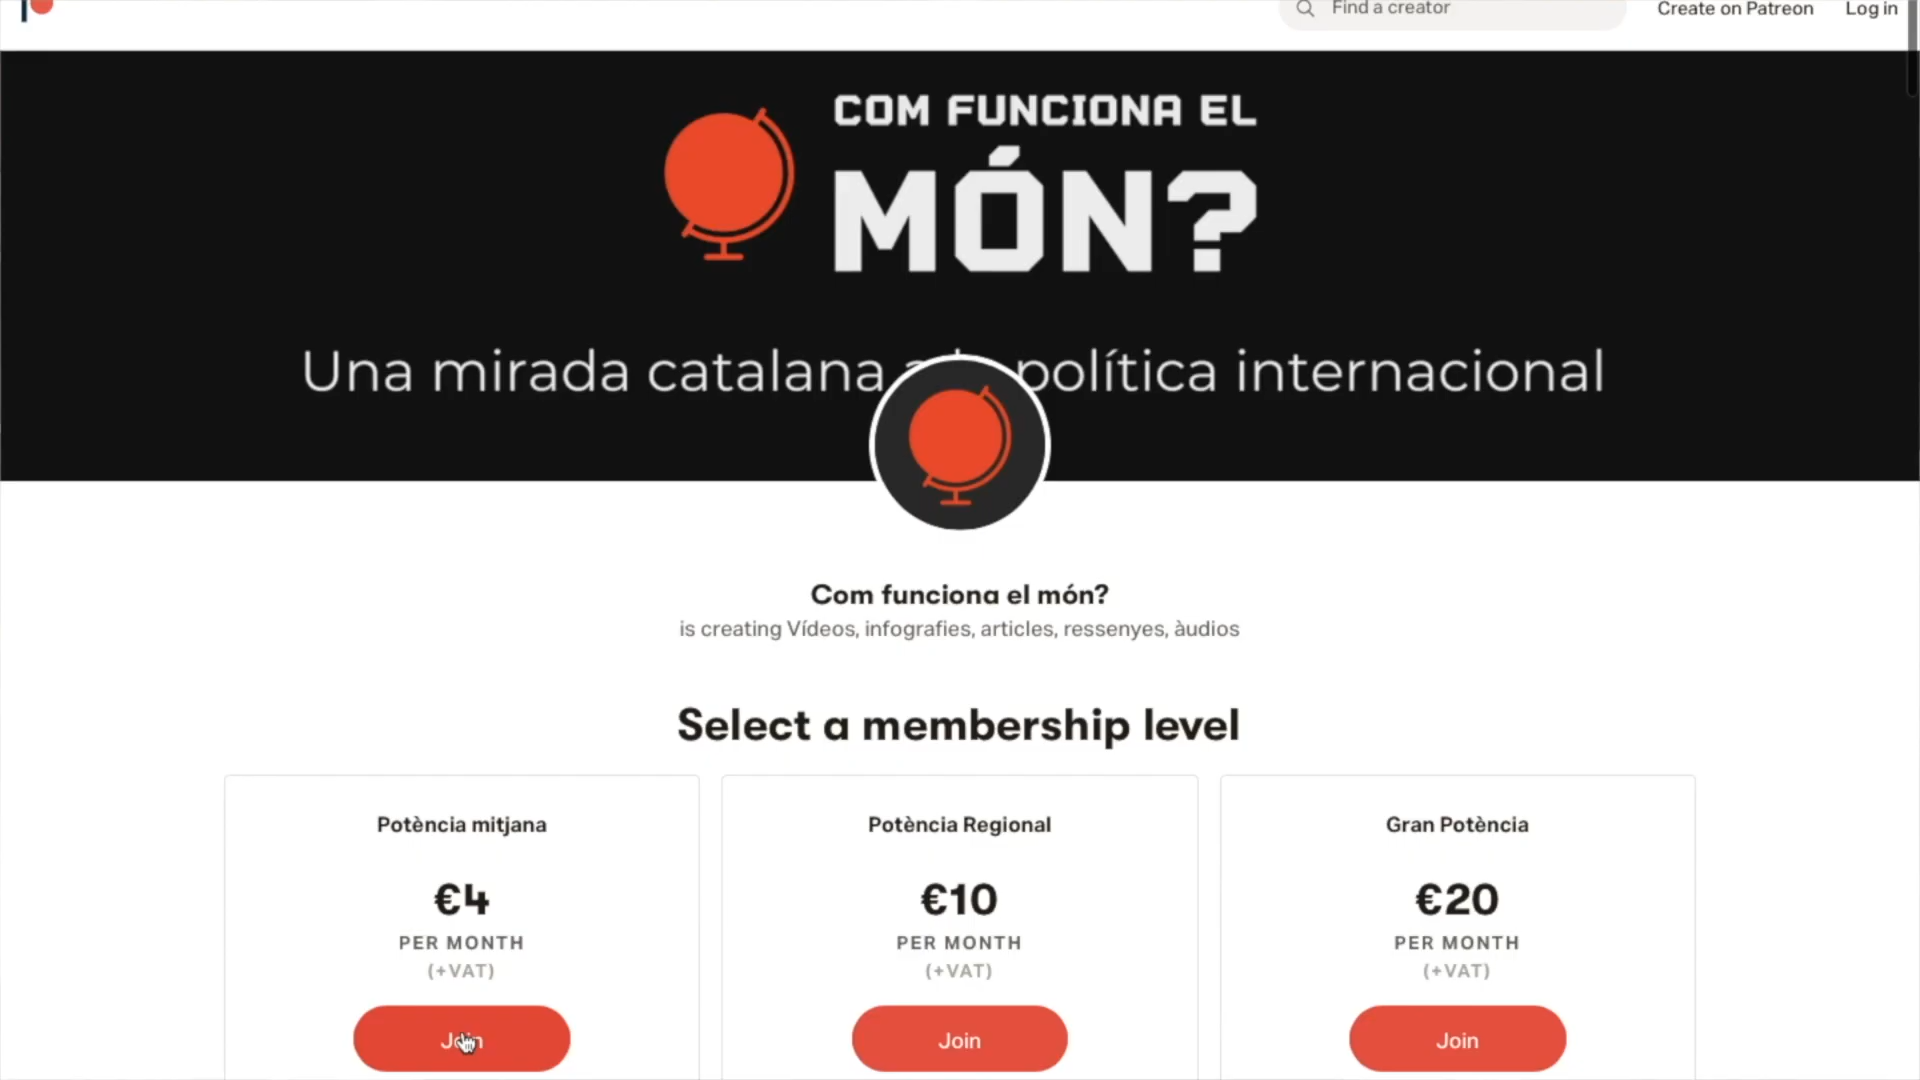 Find a creator
Create on Patreon
Log in
COM FUNCIONA EL
MÓN?
Una mirada catalana política internacional
Com funciona el món?
is creating Vídeos, infografies, articles, ressenyes, àudios
Select a membership level
Potència mitjana
€4
PER MONTH
(+VAT)
Join
Potència Regional
€10
PER MONTH
(+VAT)
Join
Gran Potència
€20
PER MONTH
(+VAT)
Join